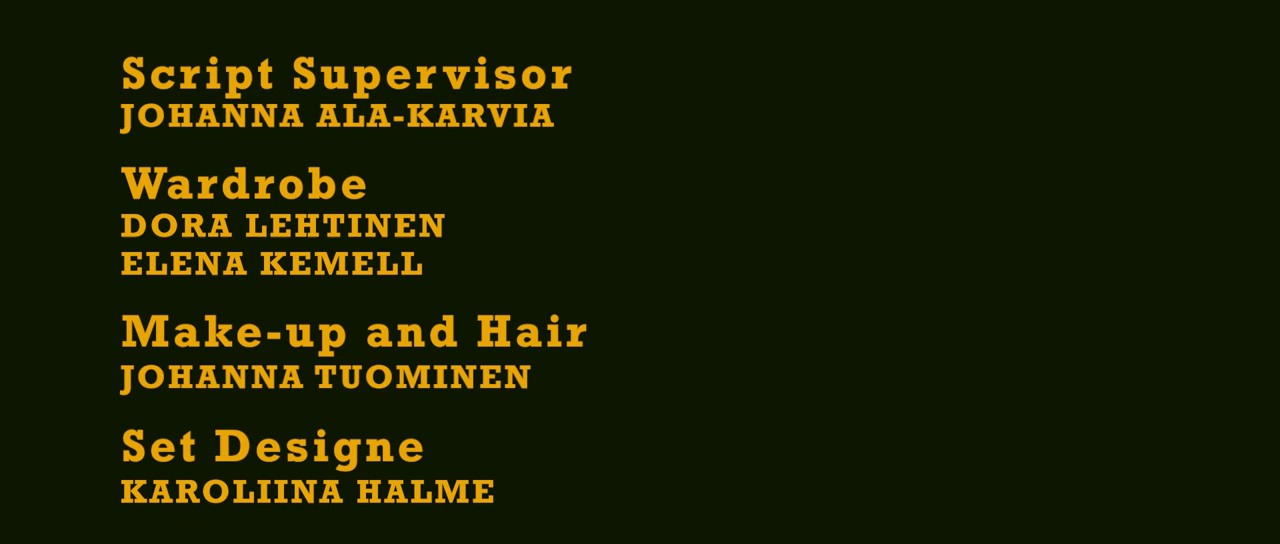 Script Supervisor
JOHANNA ALA-KARVIA
Wardrobe
DORA LEHTINEN
ELENA KEMELL
Make-up and Hair
JOHANNA TUOMINEN
Set Designe
KAROLIINA HALME